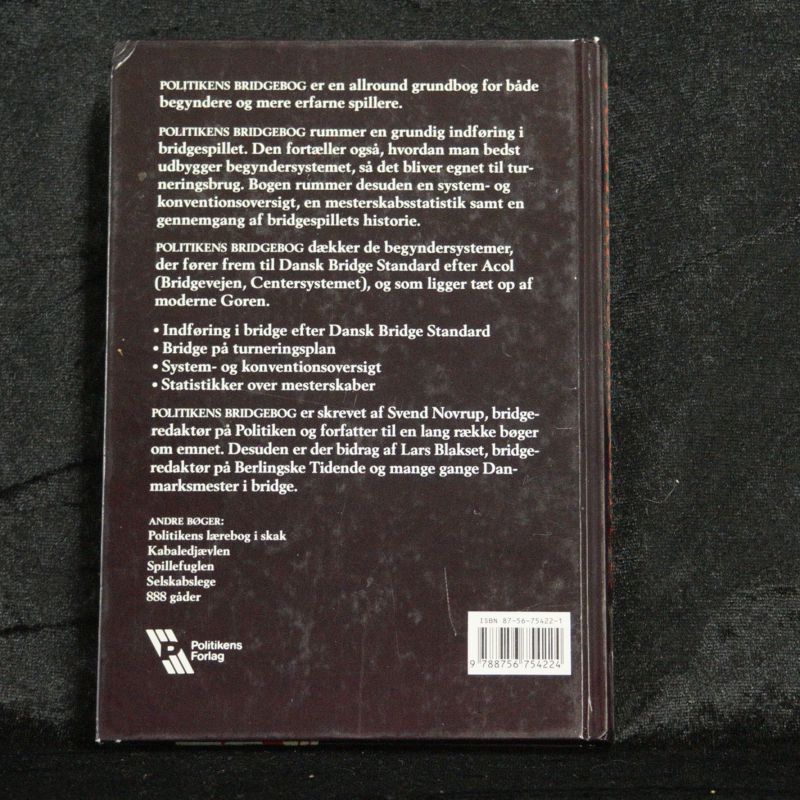 POLITIKENS BRIDGEBOG er en allround grundbog for både
begyndere og mere erfarne spillere.
POLITIKENS BRIDGEBOG rummer en grundig indføring i
bridgespillet. Den fortæller også, hvordan man bedst
udbygger begyndersystemet, så det bliver egnet til tur-
neringsbrug. Bogen rummer desuden en system- og
konventionsoversigt, en mesterskabsstatistik samt en
gennemgang af bridgespillets historie.
POLITIKENS BRIDGEBOG dækker de begyndersystemer,
der fører frem til Dansk Bridge Standard efter Acol
(Bridgevejen, Centersystemet), og som ligger tæt op af
moderne Goren.
• Indføring i bridge efter Dansk Bridge Standard
• Bridge på turneringsplan
• System- og konventionsoversigt
• Statistikker over mesterskaber
POLITIKENS BRIDGEBOG er skrevet af Svend Novrup, bridge-
redaktør på Politiken og forfatter til en lang række bøger
om emnet. Desuden er der bidrag af Lars Blakset, bridge-
redaktør på Berlingske Tidende og mange gange Dan-
marksmester i bridge.
ANDRE BØGER:
Politikens lærebog i skak
Kabaledjævlen
Spillefuglen
Selskabslege
888 gåder
P Politikens
Forlag
ISBN 87-56-75422-1
9 788756 754224